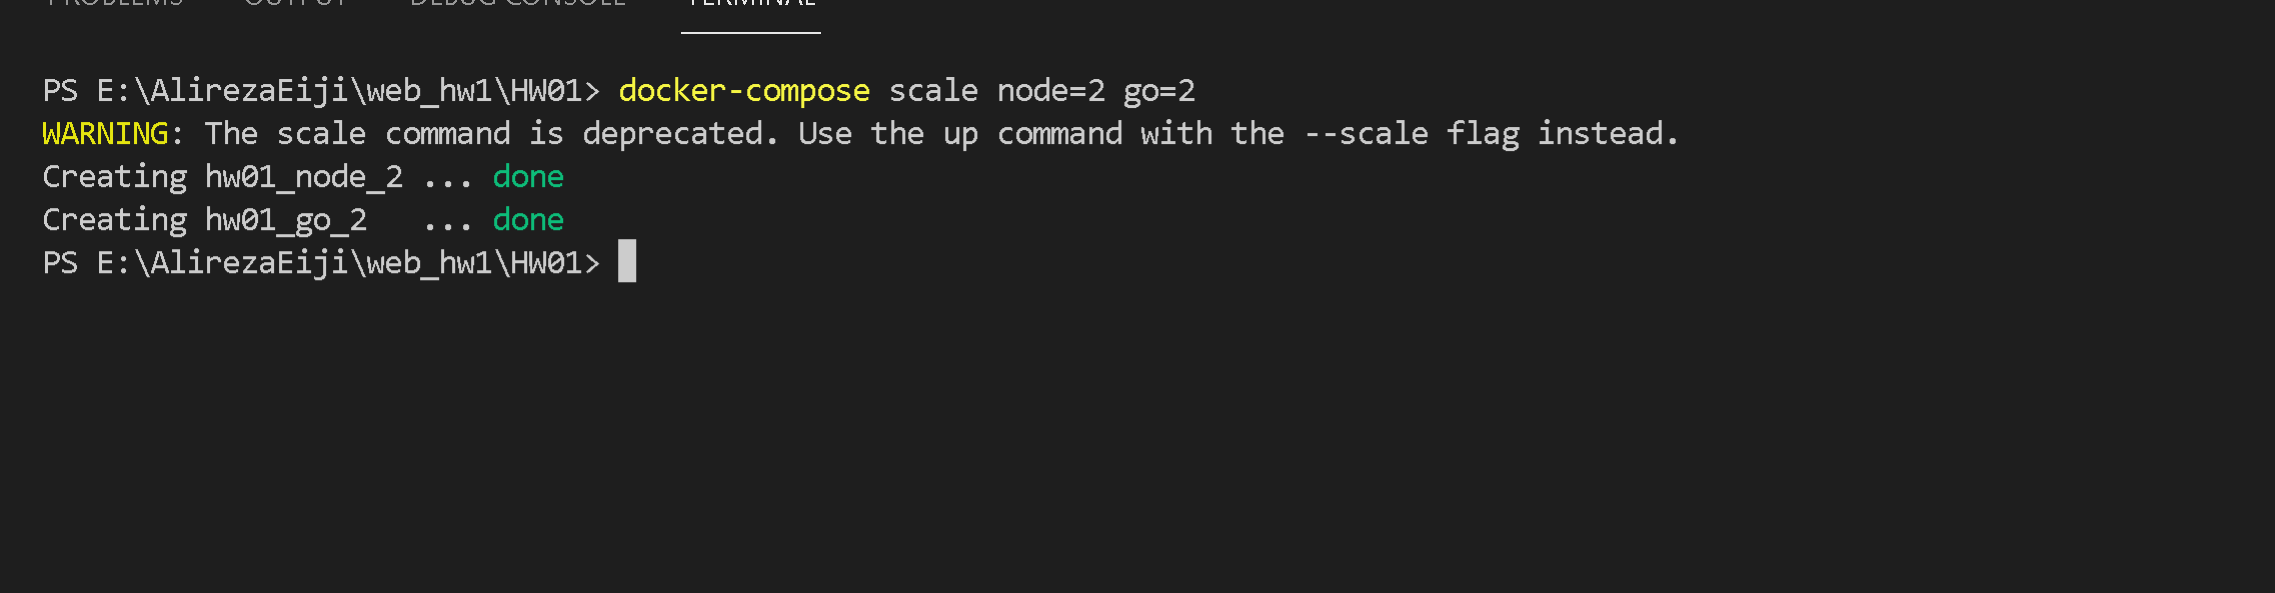 PROBLEMS OUTPUT DEBUG CONSOLE TERMINAL
PS E:\AlirezaEiji\web_hw1\HW01> docker-compose scale node=2 go=2
WARNING: The scale command is deprecated. Use the up command with the --scale flag instead.
Creating hw01_node_2 ... done
Creating hw01_go_2   ... done
PS E:\AlirezaEiji\web_hw1\HW01>